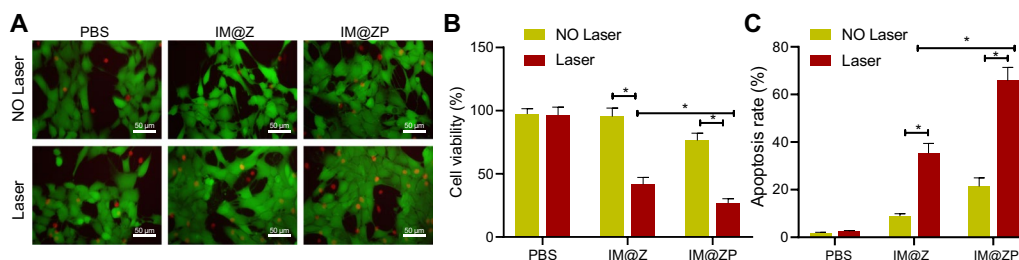 A
PBS
IM@Z
IM@ZP
NO Laser
50 µm
50 µm
50 µm
Laser
50 µm
50 µm
50 µm
B
NO Laser
Laser
Cell viability (%)
150
100
50
0
*
*
*
PBS
IM@Z
IM@ZP
C
NO Laser
Laser
Apoptosis rate (%)
80
60
40
20
0
*
*
*
PBS
IM@Z
IM@ZP